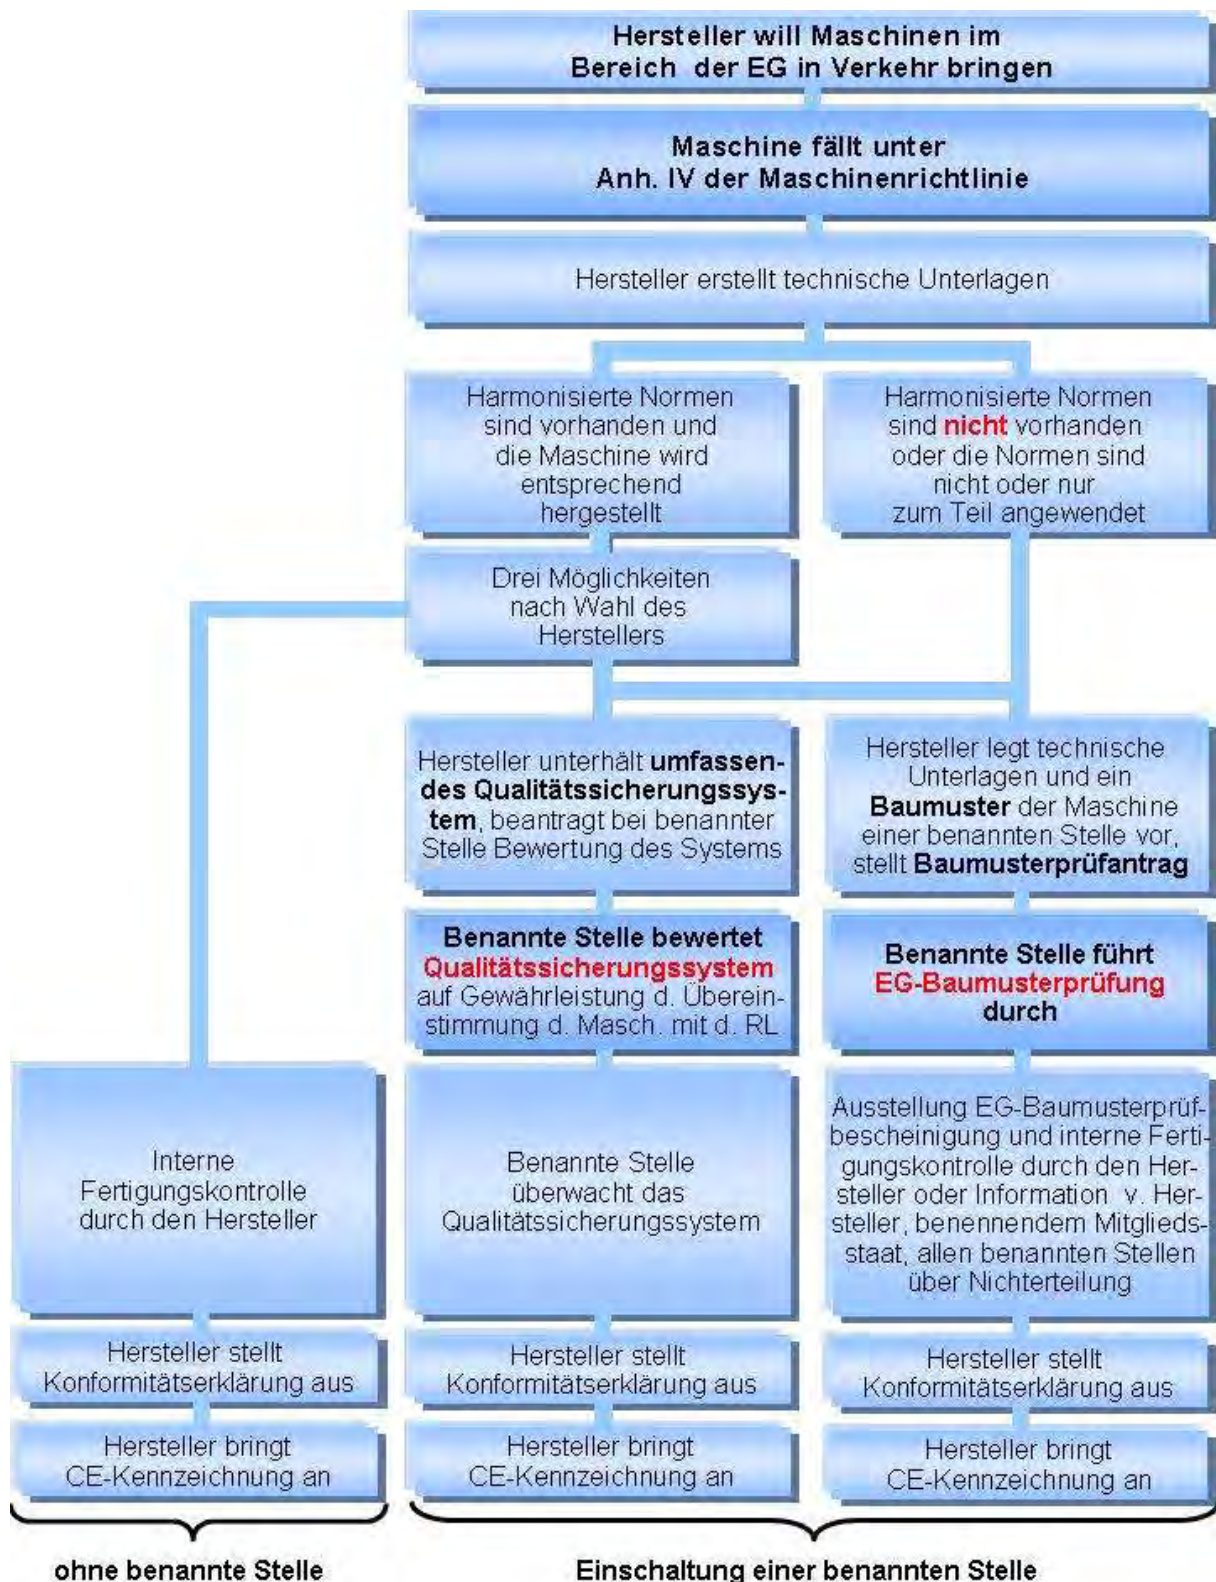 Hersteller will Maschinen im
Bereich der EG in Verkehr bringen
Maschine fällt unter
Anh. IV der Maschinenrichtlinie
Hersteller erstellt technische Unterlagen
Harmonisierte Normen
sind vorhanden und
die Maschine wird
entsprechend
hergestellt
Harmonisierte Normen
sind nicht vorhanden
oder die Normen sind
nicht oder nur
zum Teil angewendet
Drei Möglichkeiten
nach Wahl des
Herstellers
Hersteller unterhält umfassen-
des Qualitätssicherungssys-
tem, beantragt bei benannter
Stelle Bewertung des Systems
Hersteller legt technische
Unterlagen und ein
Baumuster der Maschine
einer benannten Stelle vor,
stellt Baumusterprüfantrag
Benannte Stelle bewertet
Qualitätssicherungssystem
auf Gewährleistung d. Überein-
stimmung d. Masch. mit d. RL
Benannte Stelle führt
EG-Baumusterprüfung
durch
Interne
Fertigungskontrolle
durch den Hersteller
Benannte Stelle
überwacht das
Qualitätssicherungssystem
Ausstellung EG-Baumusterprüf-
bescheinigung und interne Ferti-
gungskontrolle durch den Her-
steller oder Information v. Her-
steller, benennendem Mitglieds-
staat, allen benannten Stellen
über Nichterteilung
Hersteller stellt
Konformitätserklärung aus
Hersteller stellt
Konformitätserklärung aus
Hersteller stellt
Konformitätserklärung aus
Hersteller bringt
CE-Kennzeichnung an
Hersteller bringt
CE-Kennzeichnung an
Hersteller bringt
CE-Kennzeichnung an
ohne benannte Stelle
Einschaltung einer benannten Stelle